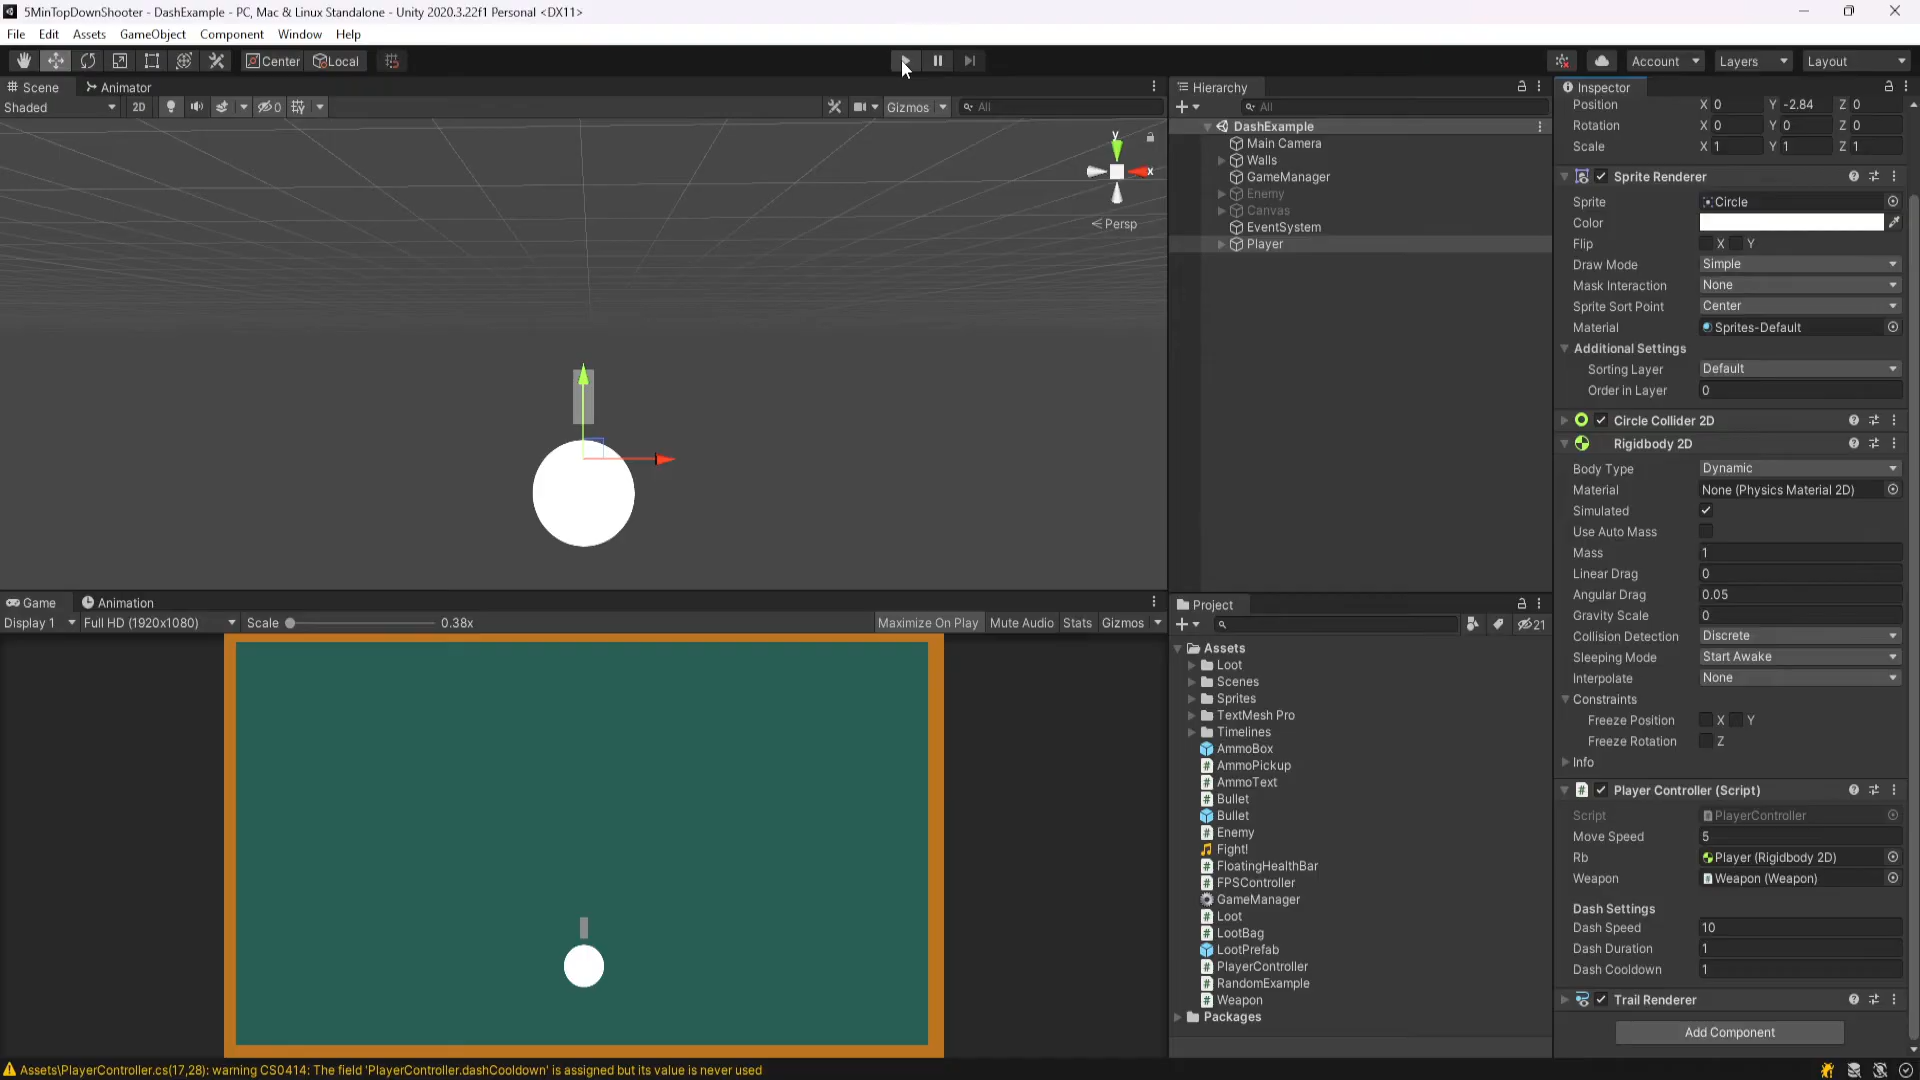 5MinTopDownShooter - DashExample - PC, Mac & Linux Standalone - Unity 2020.3.22f1 Personal <DX11>
File Edit Assets GameObject Component Window Help
Center Local Account Layers Layout
Scene Animator
Shaded 2D 0 Gizmos All
y
x
Persp
Game Animation
Display 1 Full HD (1920x1080) Scale 0.38x Maximize On Play Mute Audio Stats Gizmos
Hierarchy
All
DashExample
Main Camera
Walls
GameManager
Enemy
Canvas
EventSystem
Player
Project
21
Assets
Loot
Scenes
Sprites
TextMesh Pro
Timelines
AmmoBox
AmmoPickup
AmmoText
Bullet
Bullet
Enemy
Fight!
FloatingHealthBar
FPSController
GameManager
Loot
LootBag
LootPrefab
PlayerController
RandomExample
Weapon
Packages
Inspector
Position X 0 Y -2.84 Z 0
Rotation X 0 Y 0 Z 0
Scale X 1 Y 1 Z 1
Sprite Renderer
Sprite Circle
Color
Flip X Y
Draw Mode Simple
Mask Interaction None
Sprite Sort Point Center
Material Sprites-Default
Additional Settings
Sorting Layer Default
Order in Layer 0
Circle Collider 2D
Rigidbody 2D
Body Type Dynamic
Material None (Physics Material 2D)
Simulated
Use Auto Mass
Mass 1
Linear Drag 0
Angular Drag 0.05
Gravity Scale 0
Collision Detection Discrete
Sleeping Mode Start Awake
Interpolate None
Constraints
Freeze Position X Y
Freeze Rotation Z
Info
Player Controller (Script)
Script PlayerController
Move Speed 5
Rb Player (Rigidbody 2D)
Weapon Weapon (Weapon)
Dash Settings
Dash Speed 10
Dash Duration 1
Dash Cooldown 1
Trail Renderer
Add Component
Assets\PlayerController.cs(17,28): warning CS0414: The field 'PlayerController.dashCooldown' is assigned but its value is never used